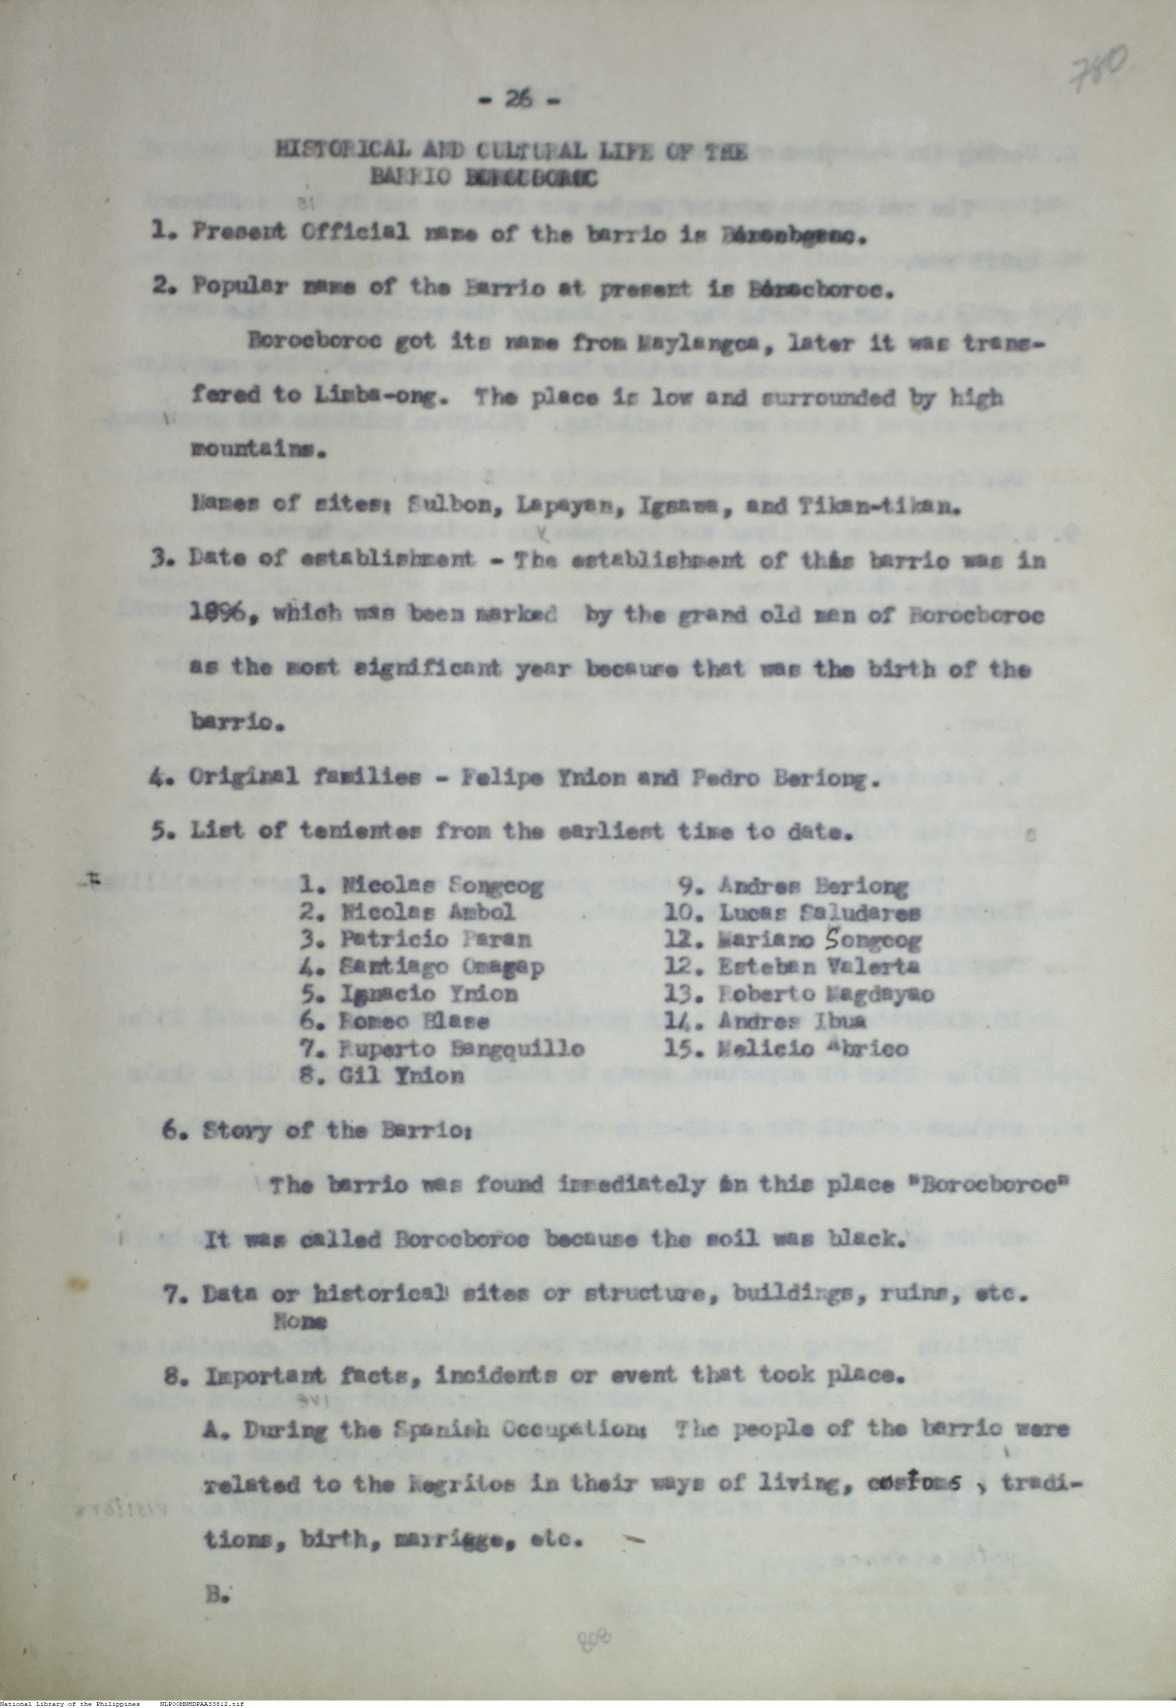 780
- 26 -
HISTORICAL AND CULTURAL LIFE OF THE
BARRIO BOROCBOROC
1. Present Official name of the barrio is Borocboroc.
2. Popular name of the Barrio at present is Borocboroc.
Borocboroc got its name from Maylangca, later it was trans-
fered to Limba-ong. The place is low and surrounded by high
mountains.
Names of sites: Sulbon, Lapayan, Igsawa, and Tikan-tikan.
3. Date of establishment - The establishment of this barrio was in
1896, which was been marked by the grand old men of Borocboroc
as the most significant year because that was the birth of the
barrio.
4. Original families - Felipe Ynion and Pedro Beriong.
5. List of tenientes from the earliest time to date.
1. Nicolas Songcog
2. Nicolas Ambol
3. Patricio Paran
4. Santiago Omagap
5. Ignacio Ynion
6. Romeo Blase
7. Ruperto Bangquillo
8. Gil Ynion
9. Andres Beriong
10. Lucas Saludares
12. Mariano Songcog
12. Esteban Valerta
13. Roberto Magdayao
14. Andres Ibua
15. Melicio Abrico
6. Story of the Barrio:
The barrio was found immediately in this place "Borocboroc"
It was called Borocboroc because the soil was black.
7. Data or historical sites or structure, buildings, ruins, etc.
None
8. Important facts, incidents or event that took place.
A. During the Spanish Occupation: The people of the barrio were
related to the Negritos in their ways of living, customs, tradi-
tions, birth, marriage, etc.
B.
808
National Library of the Philippines NLPOOBNMDPAA33812.tif